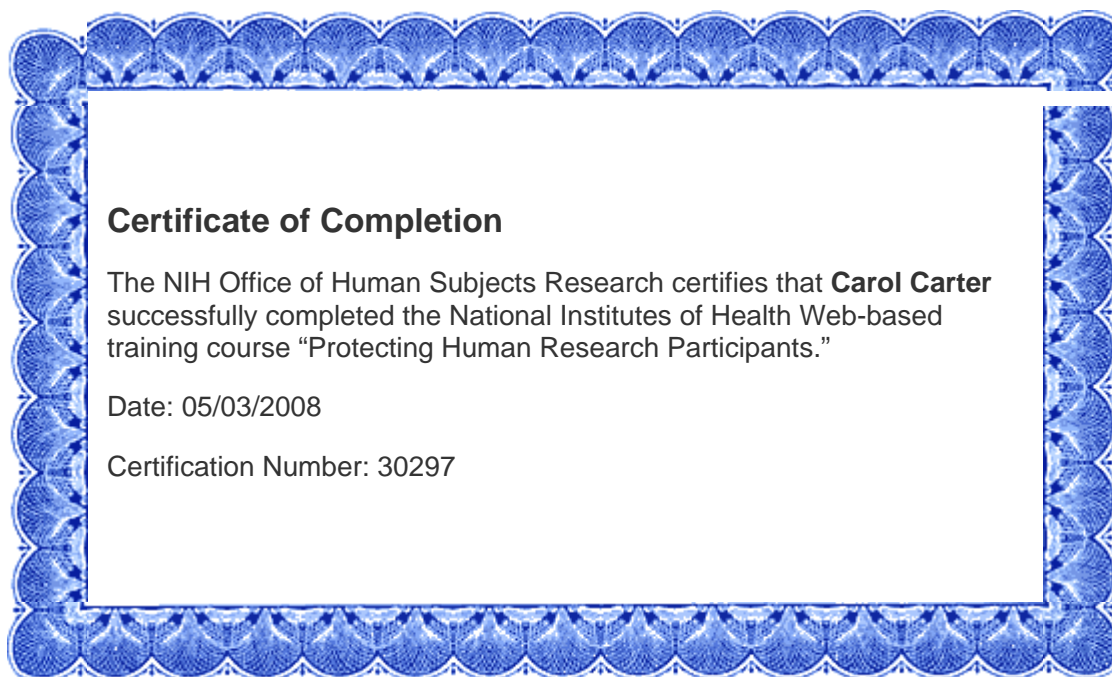 Certificate of Completion
The NIH Office of Human Subjects Research certifies that Carol Carter
successfully completed the National Institutes of Health Web-based
training course “Protecting Human Research Participants.”
Date: 05/03/2008
Certification Number: 30297